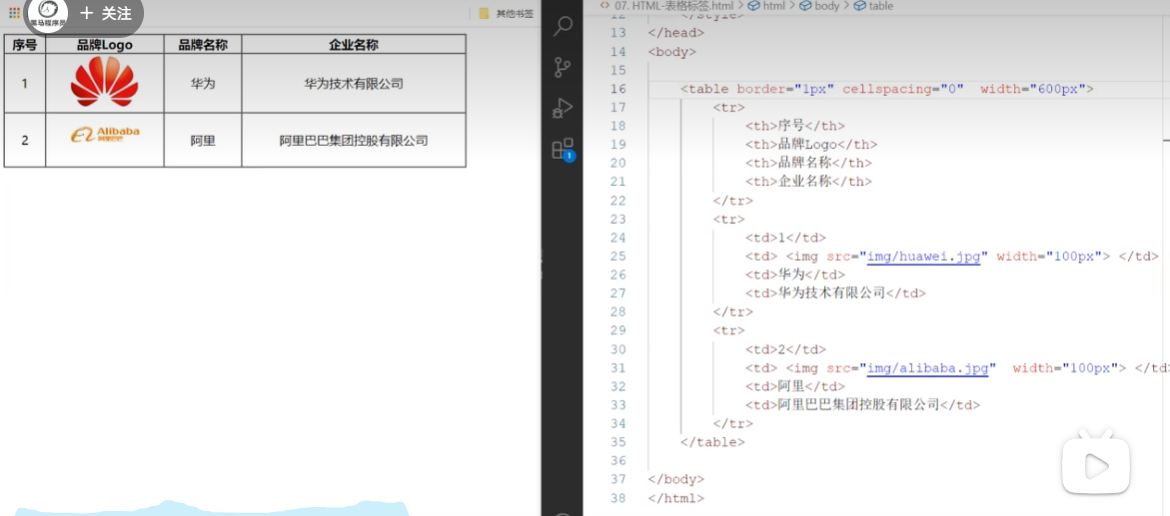 黑马程序员
+ 关注
其他书签
序号 品牌Logo 品牌名称 企业名称
1 华为 华为技术有限公司
2 Alibaba 阿里巴巴 阿里 阿里巴巴集团控股有限公司
1
07. HTML-表格标签.html > html > body > table
12 </style>
13 </head>
14 <body>
15
16 <table border="1px" cellspacing="0"  width="600px">
17 <tr>
18 <th>序号</th>
19 <th>品牌Logo</th>
20 <th>品牌名称</th>
21 <th>企业名称</th>
22 </tr>
23 <tr>
24 <td>1</td>
25 <td> <img src="img/huawei.jpg" width="100px"> </td>
26 <td>华为</td>
27 <td>华为技术有限公司</td>
28 </tr>
29 <tr>
30 <td>2</td>
31 <td> <img src="img/alibaba.jpg"  width="100px"> </td
32 <td>阿里</td>
33 <td>阿里巴巴集团控股有限公司</td>
34 </tr>
35 </table>
36
37 </body>
38 </html>